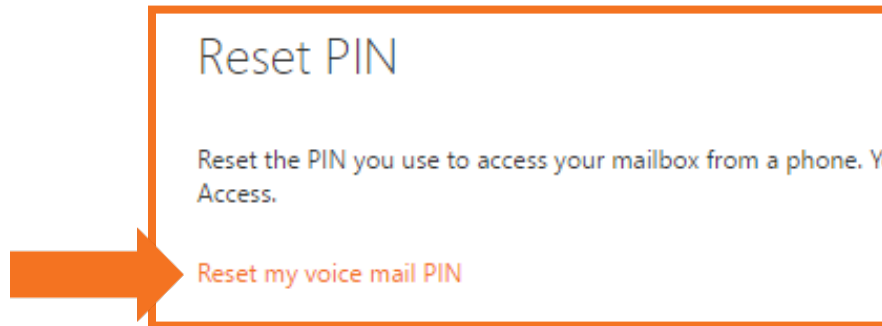 Reset PIN
Reset the PIN you use to access your mailbox from a phone. Y
Access.
Reset my voice mail PIN